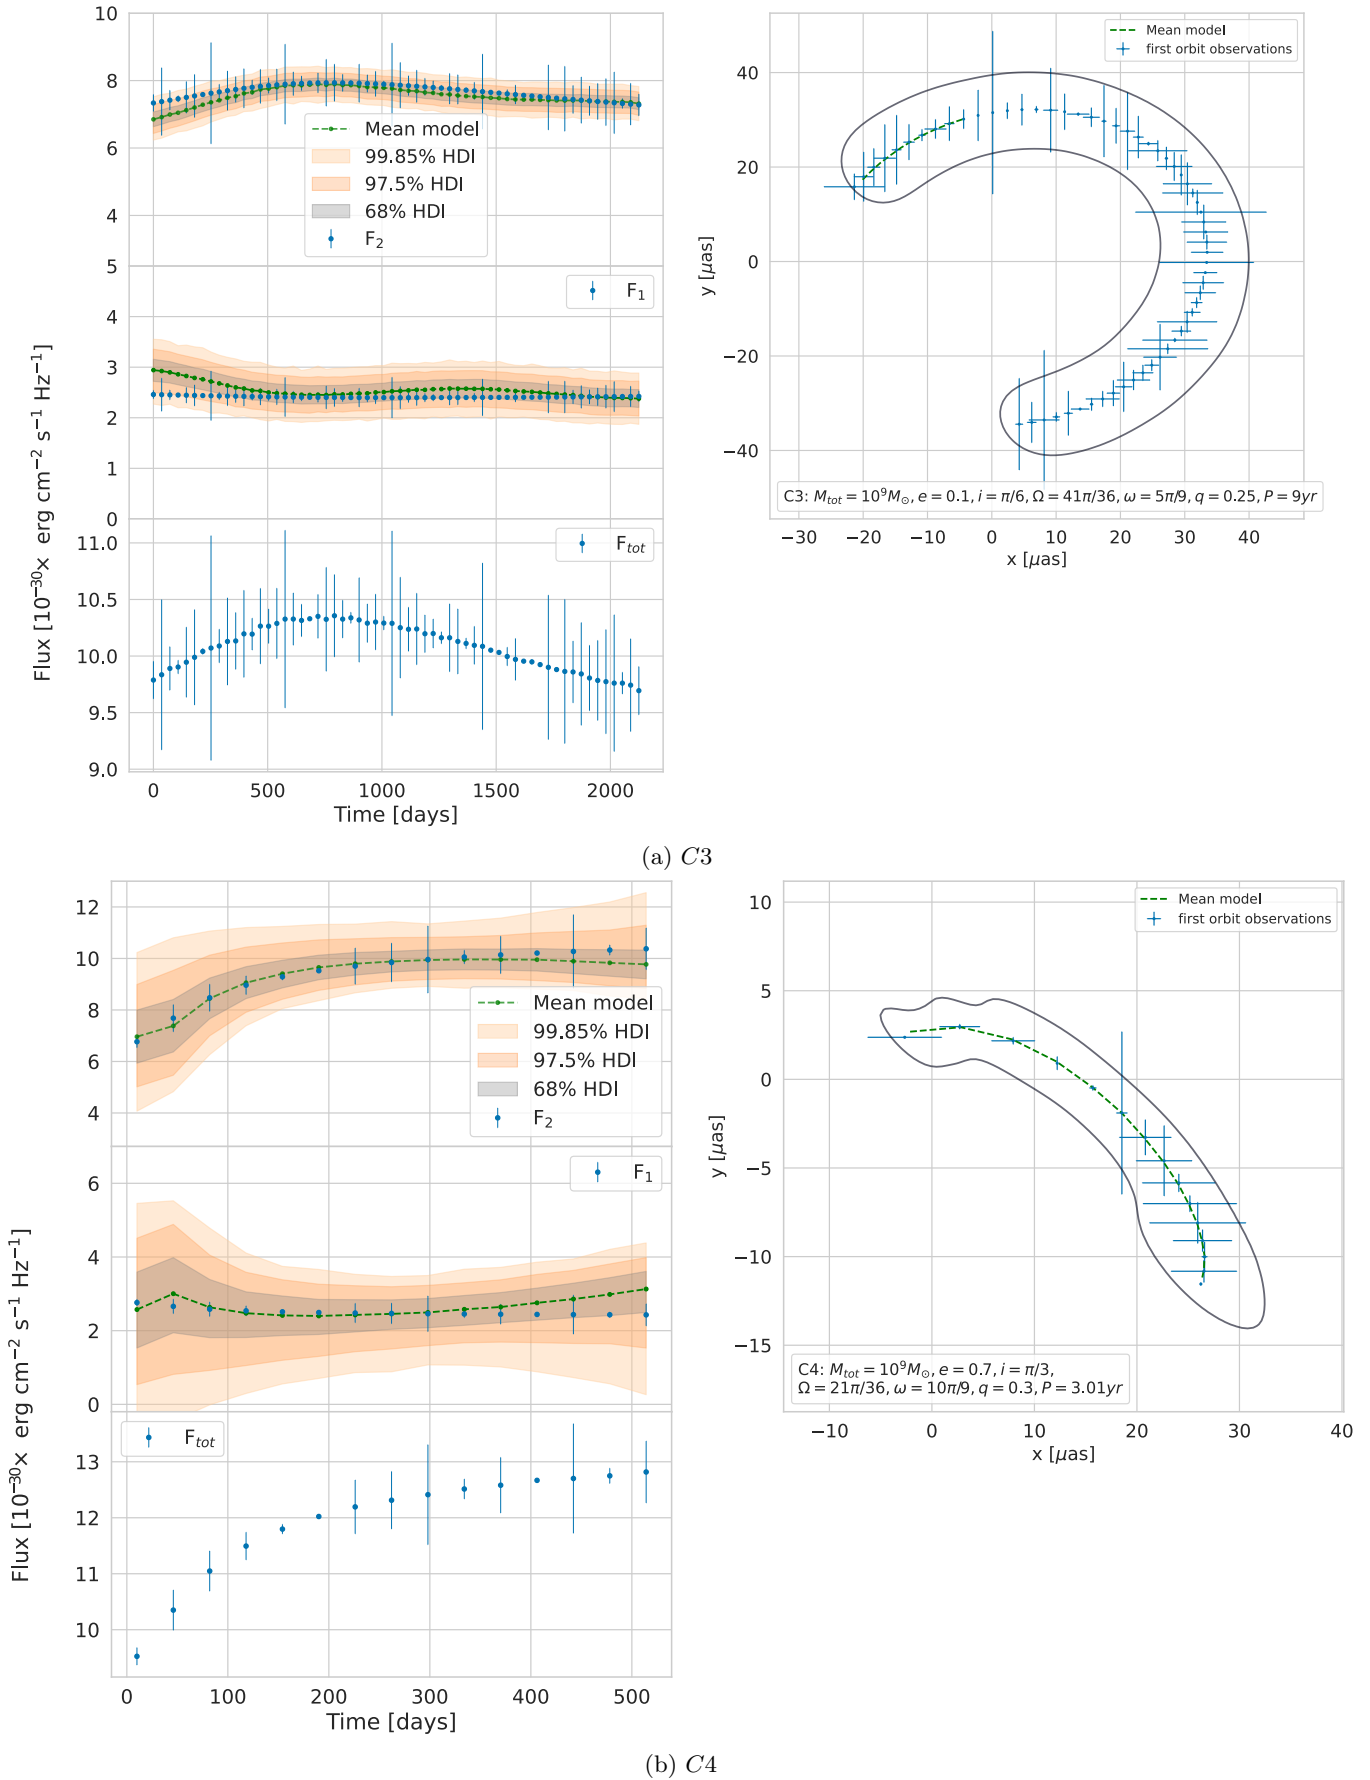 10
8
6
4
Mean model
99.85% HDI
97.5% HDI
68% HDI
F₂
5
4
3
2
1
0
F₁
11.0
10.5
10.0
9.5
9.0
F_tot
0 500 1000 1500 2000
Time [days]
Flux [10⁻³⁰× erg cm⁻² s⁻¹ Hz⁻¹]
Mean model
first orbit observations
40
20
0
−20
−40
y [μas]
C3: M_tot = 10⁹M_⊙, e = 0.1, i = π/6, Ω = 41π/36, ω = 5π/9, q = 0.25, P = 9yr
−30 −20 −10 0 10 20 30 40
x [μas]
(a) C3
12
10
8
6
4
Mean model
99.85% HDI
97.5% HDI
68% HDI
F₂
6
4
2
0
F₁
13
12
11
10
F_tot
0 100 200 300 400 500
Time [days]
Flux [10⁻³⁰× erg cm⁻² s⁻¹ Hz⁻¹]
Mean model
first orbit observations
10
5
0
−5
−10
−15
y [μas]
C4: M_tot = 10⁹M_⊙, e = 0.7, i = π/3,
Ω = 21π/36, ω = 10π/9, q = 0.3, P = 3.01yr
−10 0 10 20 30 40
x [μas]
(b) C4